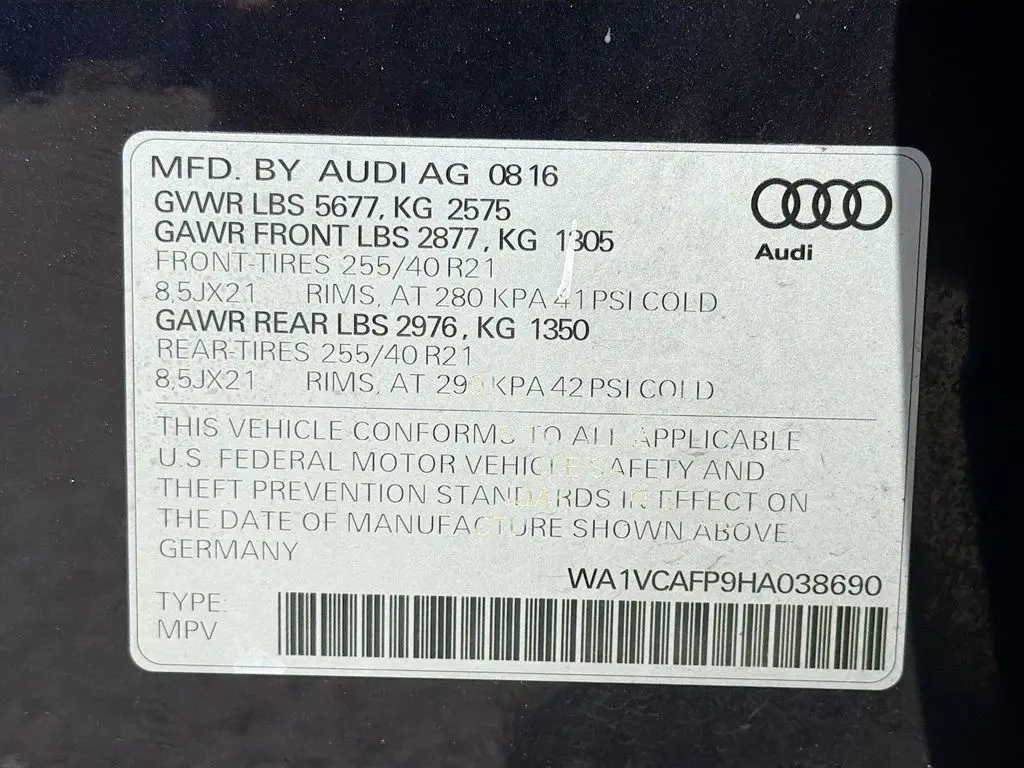 MFD. BY AUDI AG 0816
GVWR LBS 5677, KG 2575
GAWR FRONT LBS 2877, KG 1305
FRONT-TIRES 255/40 R21
8,5JX21 RIMS, AT 280 KPA 41 PSI COLD
GAWR REAR LBS 2976, KG 1350
REAR-TIRES 255/40 R21
8,5JX21 RIMS, AT 290 KPA 42 PSI COLD
Audi
THIS VEHICLE CONFORMS TO ALL APPLICABLE
U.S. FEDERAL MOTOR VEHICLE SAFETY AND
THEFT PREVENTION STANDARDS IN EFFECT ON
THE DATE OF MANUFACTURE SHOWN ABOVE.
GERMANY
WA1VCAFP9HA038690
TYPE:
MPV